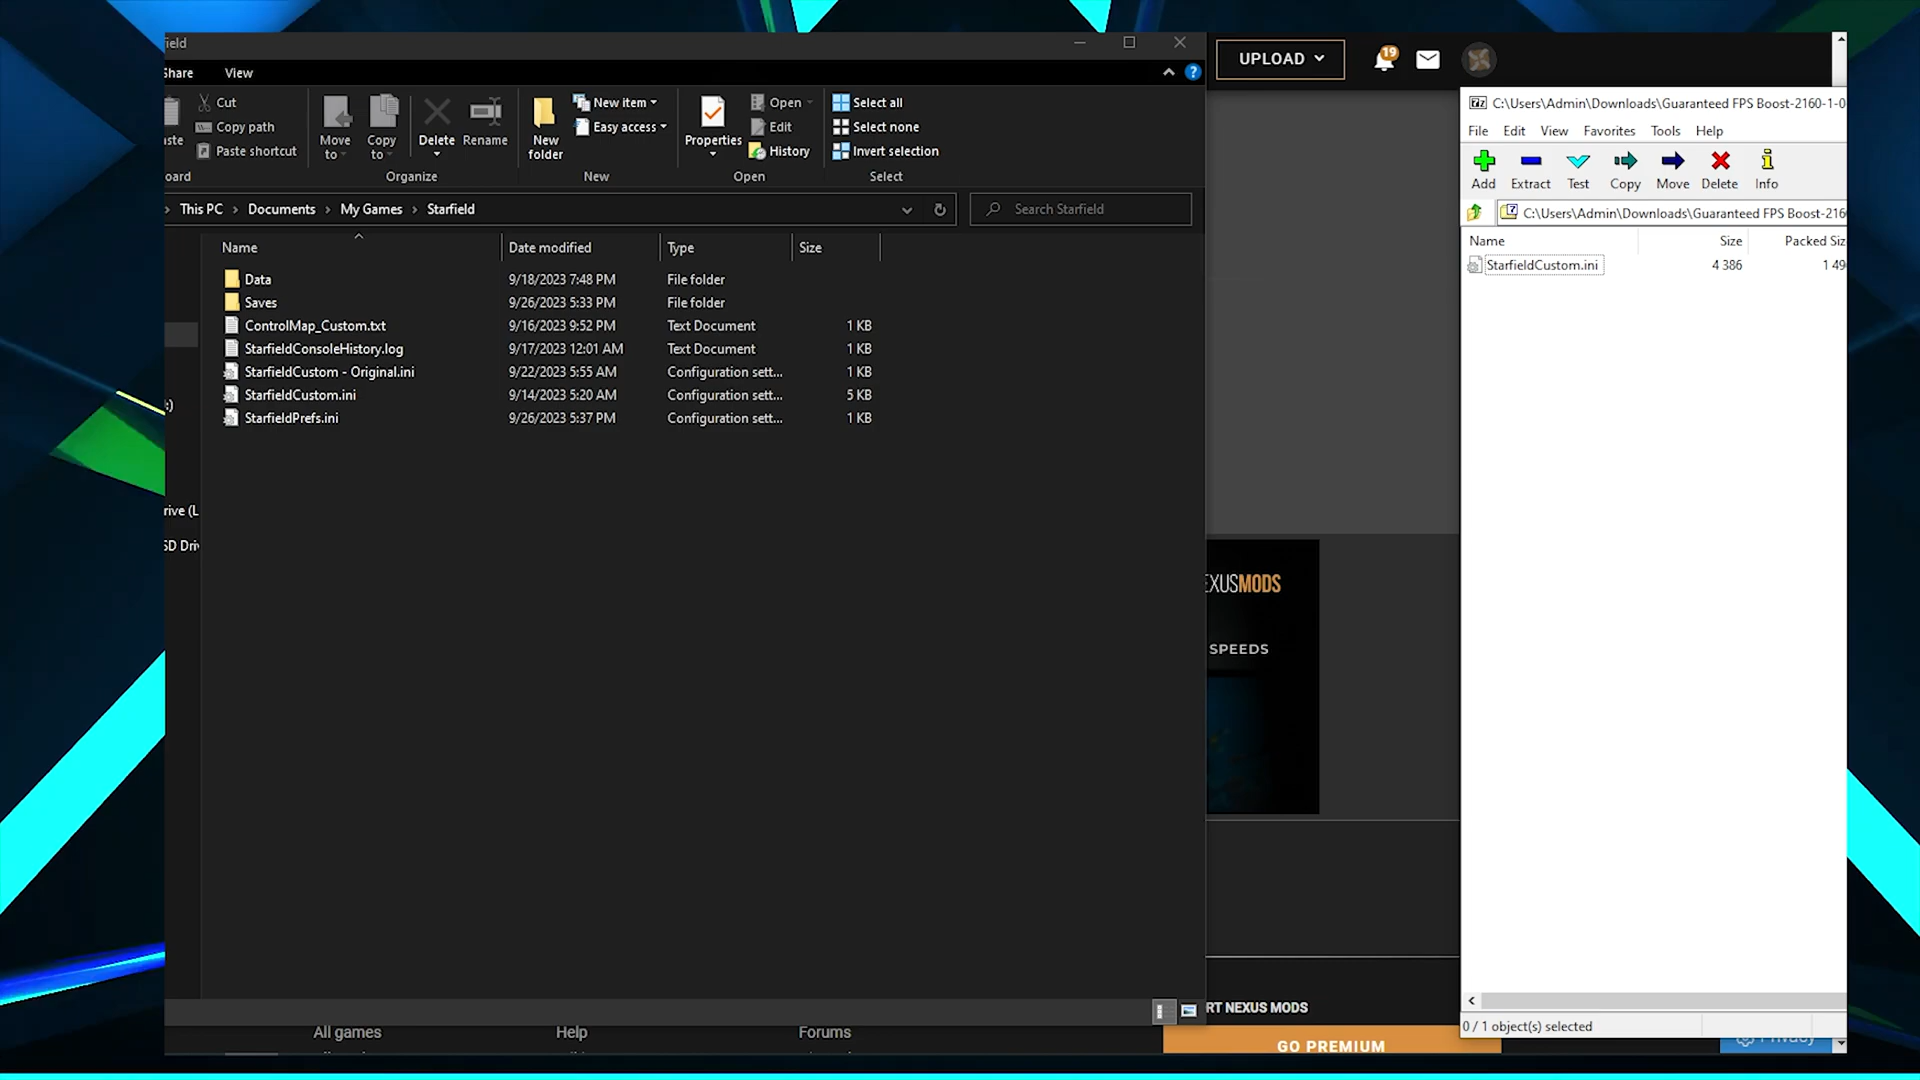 ield
Share View
Cut
Copy path
Paste shortcut
aste
oard
Move to
Copy to
Delete
Rename
Organize
New folder
New item
Easy access
New
Properties
Open
Edit
History
Open
Select all
Select none
Invert selection
Select
This PC > Documents > My Games > Starfield
Search Starfield
Name Date modified Type Size
Data 9/18/2023 7:48 PM File folder
Saves 9/26/2023 5:33 PM File folder
ControlMap_Custom.txt 9/16/2023 9:52 PM Text Document 1 KB
StarfieldConsoleHistory.log 9/17/2023 12:01 AM Text Document 1 KB
StarfieldCustom - Original.ini 9/22/2023 5:55 AM Configuration sett... 1 KB
StarfieldCustom.ini 9/14/2023 5:20 AM Configuration sett... 5 KB
StarfieldPrefs.ini 9/26/2023 5:37 PM Configuration sett... 1 KB
:)
rive (L
SD Driv
UPLOAD
19
EXUSMODS
SPEEDS
RT NEXUS MODS
GO PREMIUM
All games Help Forums
C:\Users\Admin\Downloads\Guaranteed FPS Boost-2160-1-0
File Edit View Favorites Tools Help
Add Extract Test Copy Move Delete Info
C:\Users\Admin\Downloads\Guaranteed FPS Boost-216
Name Size Packed Siz
StarfieldCustom.ini 4 386 1 49
0 / 1 object(s) selected
Privacy